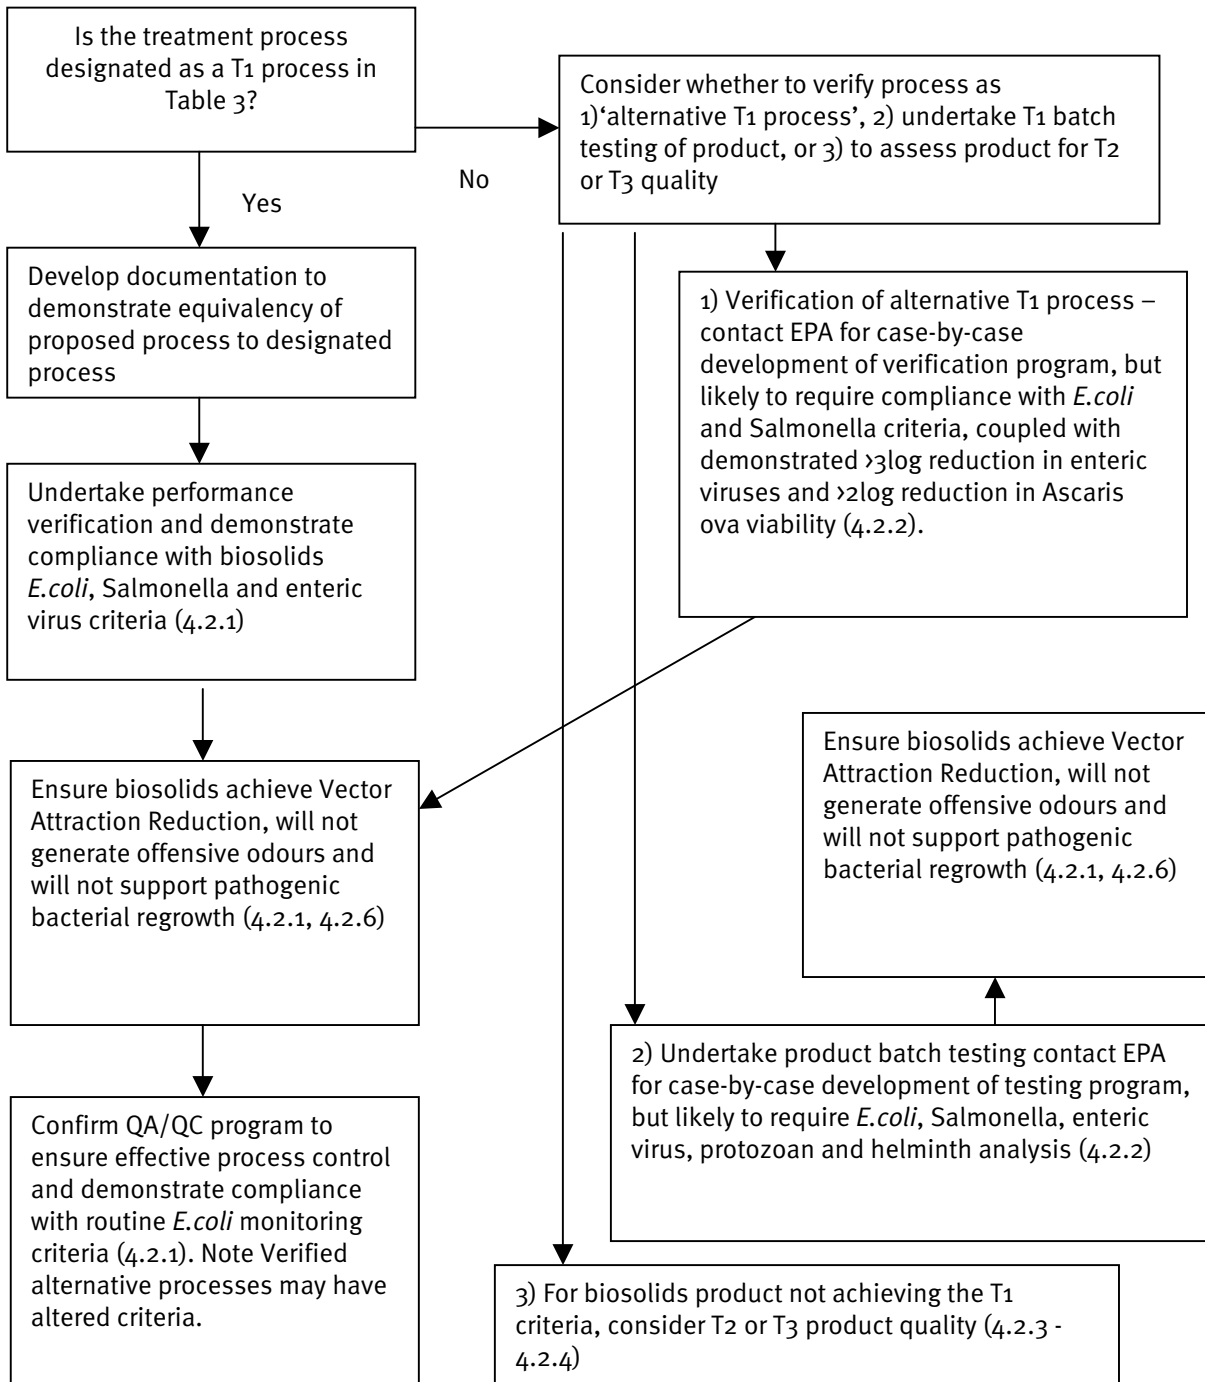 Is the treatment process
designated as a T1 process in
Table 3?
Consider whether to verify process as
1)‘alternative T1 process’, 2) undertake T1 batch
testing of product, or 3) to assess product for T2
or T3 quality
No
Yes
Develop documentation to
demonstrate equivalency of
proposed process to designated
process
1) Verification of alternative T1 process –
contact EPA for case-by-case
development of verification program, but
likely to require compliance with E.coli
and Salmonella criteria, coupled with
demonstrated >3log reduction in enteric
viruses and >2log reduction in Ascaris
ova viability (4.2.2).
Undertake performance
verification and demonstrate
compliance with biosolids
E.coli, Salmonella and enteric
virus criteria (4.2.1)
Ensure biosolids achieve Vector
Attraction Reduction, will not
generate offensive odours and
will not support pathogenic
bacterial regrowth (4.2.1, 4.2.6)
Ensure biosolids achieve Vector
Attraction Reduction, will not
generate offensive odours and
will not support pathogenic
bacterial regrowth (4.2.1, 4.2.6)
2) Undertake product batch testing contact EPA
for case-by-case development of testing program,
but likely to require E.coli, Salmonella, enteric
virus, protozoan and helminth analysis (4.2.2)
Confirm QA/QC program to
ensure effective process control
and demonstrate compliance
with routine E.coli monitoring
criteria (4.2.1). Note Verified
alternative processes may have
altered criteria.
3) For biosolids product not achieving the T1
criteria, consider T2 or T3 product quality (4.2.3 -
4.2.4)